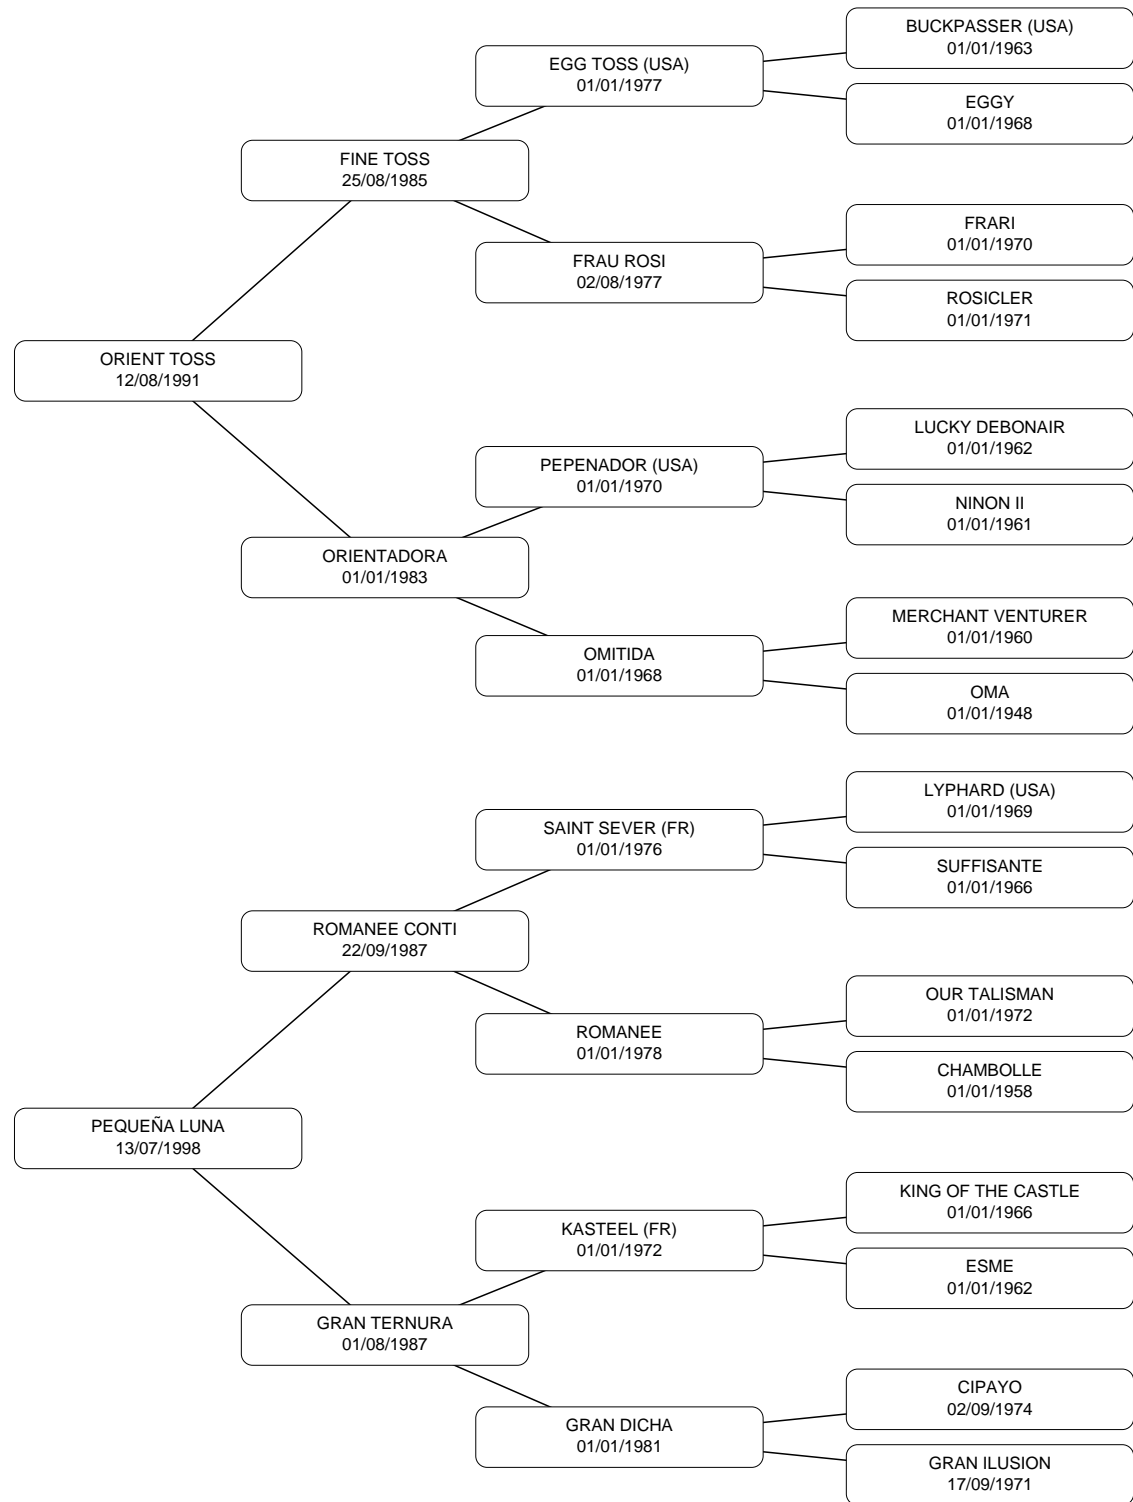 BUCKPASSER (USA)
01/01/1963
EGG TOSS (USA)
01/01/1977
EGGY
01/01/1968
FINE TOSS
25/08/1985
FRARI
01/01/1970
FRAU ROSI
02/08/1977
ROSICLER
01/01/1971
ORIENT TOSS
12/08/1991
LUCKY DEBONAIR
01/01/1962
PEPENADOR (USA)
01/01/1970
NINON II
01/01/1961
ORIENTADORA
01/01/1983
MERCHANT VENTURER
01/01/1960
OMITIDA
01/01/1968
OMA
01/01/1948
LYPHARD (USA)
01/01/1969
SAINT SEVER (FR)
01/01/1976
SUFFISANTE
01/01/1966
ROMANEE CONTI
22/09/1987
OUR TALISMAN
01/01/1972
ROMANEE
01/01/1978
CHAMBOLLE
01/01/1958
PEQUEÑA LUNA
13/07/1998
KING OF THE CASTLE
01/01/1966
KASTEEL (FR)
01/01/1972
ESME
01/01/1962
GRAN TERNURA
01/08/1987
CIPAYO
02/09/1974
GRAN DICHA
01/01/1981
GRAN ILUSION
17/09/1971